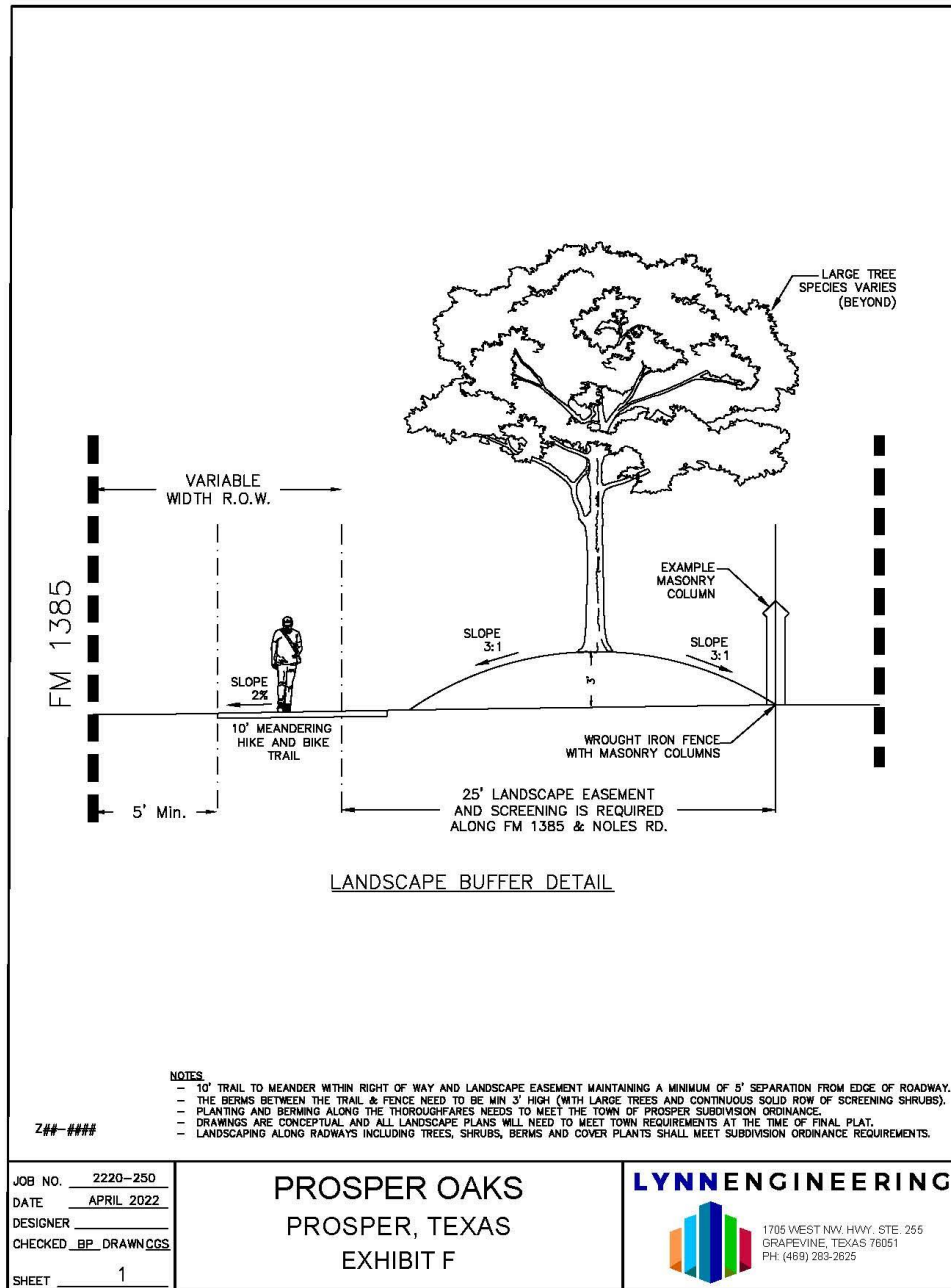 LARGE TREE
SPECIES VARIES
(BEYOND)
VARIABLE
WIDTH R.O.W.
FM 1385
EXAMPLE
MASONRY
COLUMN
SLOPE
3:1
SLOPE
3:1
3'
SLOPE
2%
10' MEANDERING
HIKE AND BIKE
TRAIL
WROUGHT IRON FENCE
WITH MASONRY COLUMNS
5' Min.
25' LANDSCAPE EASEMENT
AND SCREENING IS REQUIRED
ALONG FM 1385 & NOLES RD.
LANDSCAPE BUFFER DETAIL
NOTES
- 10' TRAIL TO MEANDER WITHIN RIGHT OF WAY AND LANDSCAPE EASEMENT MAINTAINING A MINIMUM OF 5' SEPARATION FROM EDGE OF ROADWAY.
- THE BERMS BETWEEN THE TRAIL & FENCE NEED TO BE MIN 3' HIGH (WITH LARGE TREES AND CONTINUOUS SOLID ROW OF SCREENING SHRUBS).
- PLANTING AND BERMING ALONG THE THOROUGHFARES NEEDS TO MEET THE TOWN OF PROSPER SUBDIVISION ORDINANCE.
- DRAWINGS ARE CONCEPTUAL AND ALL LANDSCAPE PLANS WILL NEED TO MEET TOWN REQUIREMENTS AT THE TIME OF FINAL PLAT.
- LANDSCAPING ALONG RADWAYS INCLUDING TREES, SHRUBS, BERMS AND COVER PLANTS SHALL MEET SUBDIVISION ORDINANCE REQUIREMENTS.
Z##-####
JOB NO. 2220-250
DATE APRIL 2022
DESIGNER
CHECKED BP DRAWN CGS
SHEET 1
PROSPER OAKS
PROSPER, TEXAS
EXHIBIT F
LYNNENGINEERING
1705 WEST NW. HWY. STE. 255
GRAPEVINE, TEXAS 76051
PH: (469) 283-2625